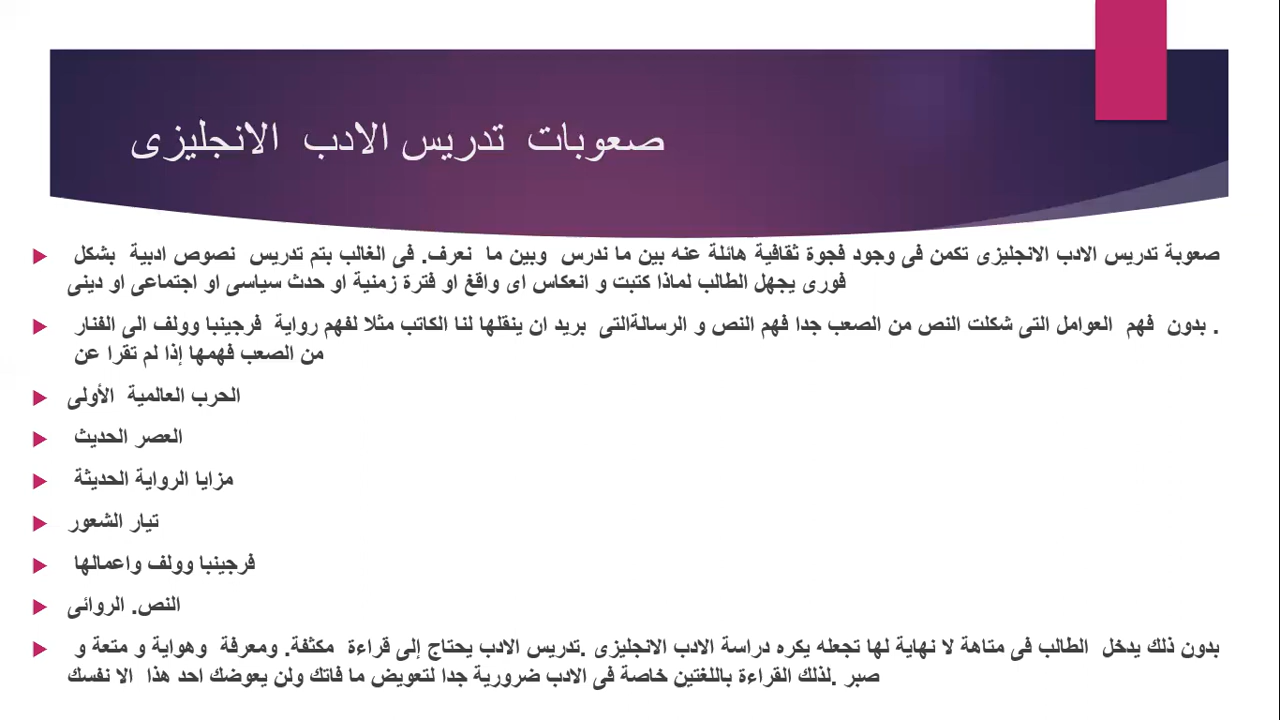 صعوبات تدريس الادب الانجليزى
صعوبة تدريس الادب الانجليزى تكمن فى وجود فجوة ثقافية هائلة عنه بين ما ندرس وبين ما نعرف. فى الغالب بتم تدريس نصوص ادبية بشكل
فورى يجهل الطالب لماذا كتبت و انعكاس اى واقغ او فترة زمنية او حدث سياسى او اجتماعى او دينى
. بدون فهم العوامل التى شكلت النص من الصعب جدا فهم النص و الرسالةالتى بريد ان ينقلها لنا الكاتب مثلا لفهم رواية فرجينبا وولف الى الفنار
من الصعب فهمها إذا لم تقرا عن
الحرب العالمية الأولى
العصر الحديث
مزايا الرواية الحديثة
تيار الشعور
فرجينبا وولف واعمالها
النص. الروائى
بدون ذلك يدخل الطالب فى متاهة لا نهاية لها تجعله يكره دراسة الادب الانجليزى .تدريس الادب يحتاج إلى قراءة مكثفة. ومعرفة وهواية و متعة و
صبر .لذلك القراءة باللغتين خاصة فى الادب ضرورية جدا لتعويض ما فاتك ولن يعوضك احد هذا الا نفسك